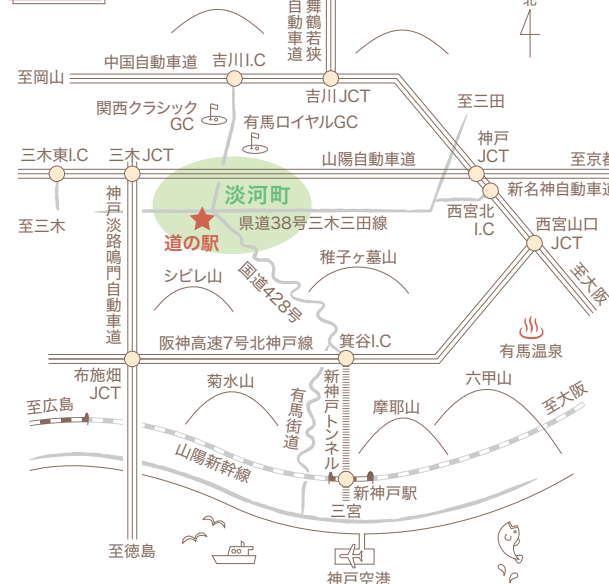 北
自動車道
舞鶴若狭
中国自動車道
吉川I.C
至岡山
吉川JCT
関西クラシック
GC
有馬ロイヤルGC
至三田
三木東I.C
三木JCT
山陽自動車道
神戸
JCT
至京都
淡河町
新名神自動車道
西宮北
I.C
至三木
道の駅
県道38号三木三田線
西宮山口
JCT
神戸淡路鳴門自動車道
シビレ山
国道428号
稚子ヶ墓山
至大阪
阪神高速7号北神戸線
箕谷I.C
有馬温泉
布施畑
JCT
菊水山
有馬街道
新神戸トンネル
摩耶山
六甲山
至大阪
至広島
山陽新幹線
新神戸駅
三宮
至徳島
神戸空港